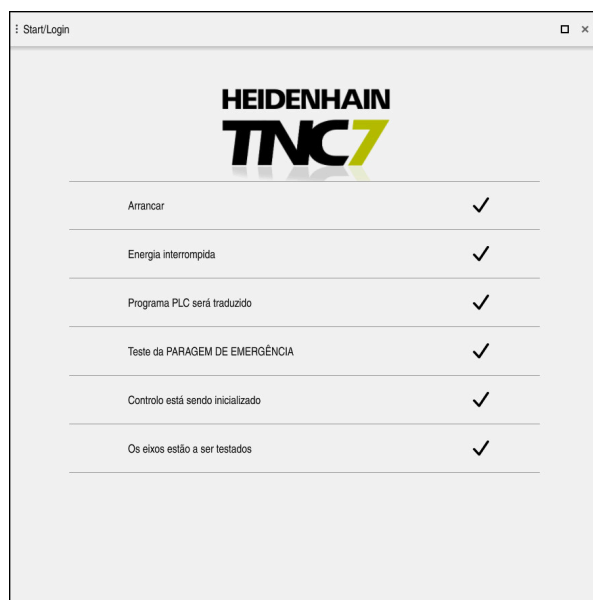 Start/Login
HEIDENHAIN
TNC7
Arrancar
Energia interrompida
Programa PLC será traduzido
Teste da PARAGEM DE EMERGÊNCIA
Controlo está sendo inicializado
Os eixos estão a ser testados